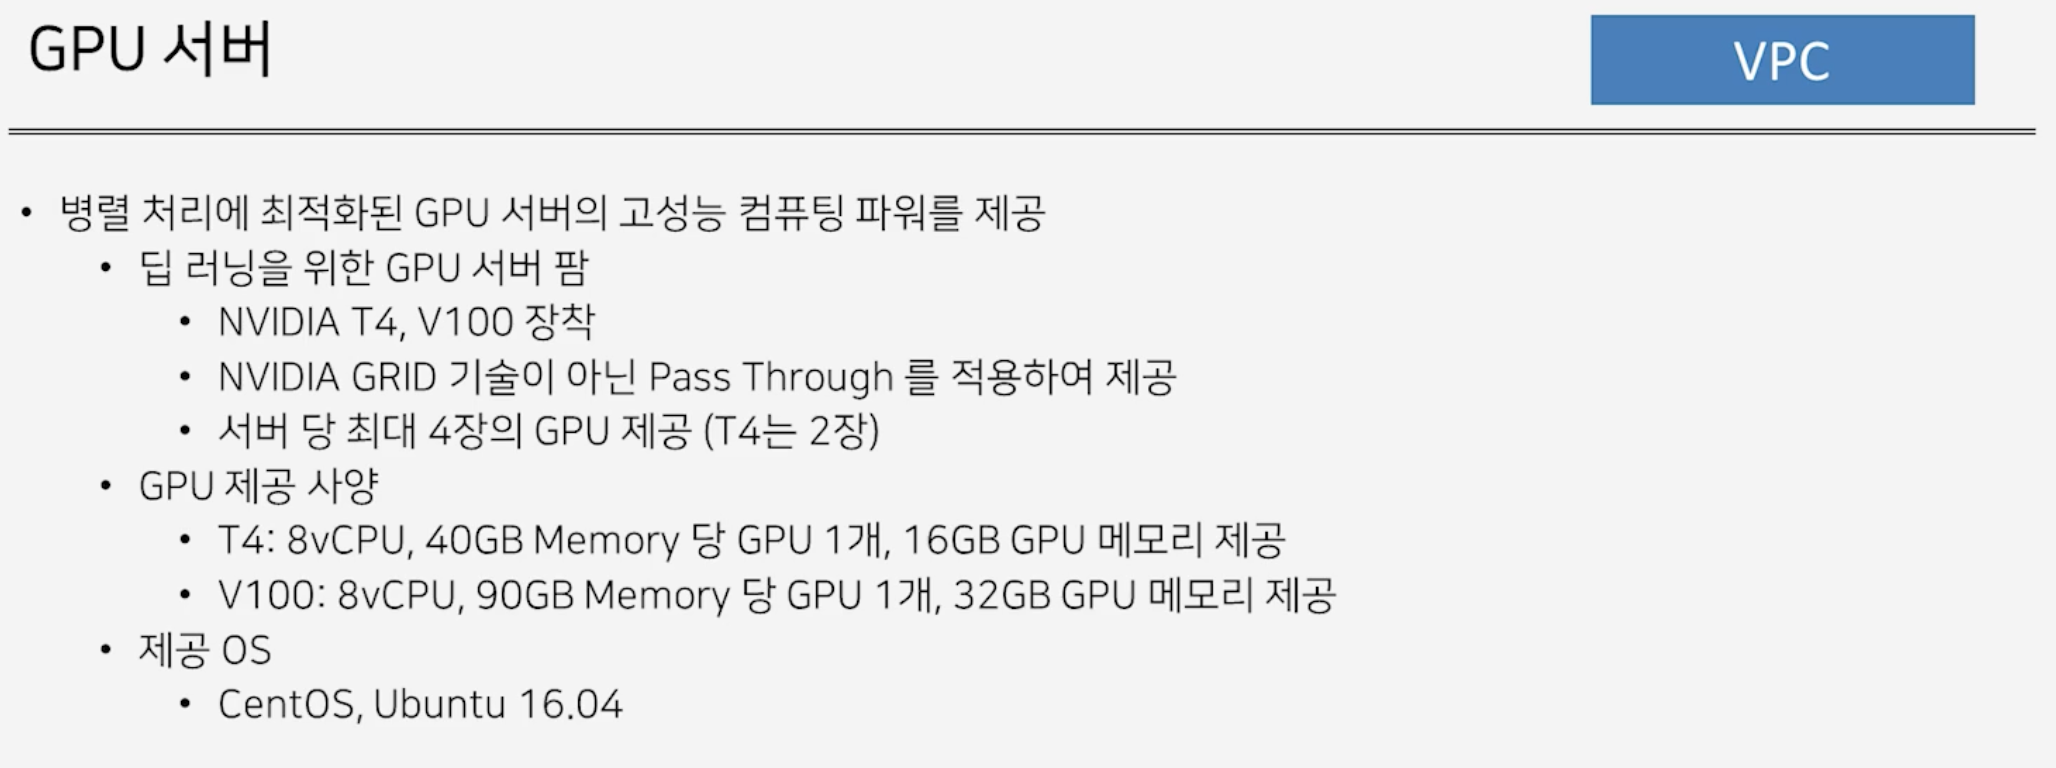 GPU 서버
VPC
• 병렬 처리에 최적화된 GPU 서버의 고성능 컴퓨팅 파워를 제공
• 딥 러닝을 위한 GPU 서버 팜
• NVIDIA T4, V100 장착
• NVIDIA GRID 기술이 아닌 Pass Through 를 적용하여 제공
• 서버 당 최대 4장의 GPU 제공 (T4는 2장)
• GPU 제공 사양
• T4: 8vCPU, 40GB Memory 당 GPU 1개, 16GB GPU 메모리 제공
• V100: 8vCPU, 90GB Memory 당 GPU 1개, 32GB GPU 메모리 제공
• 제공 OS
• CentOS, Ubuntu 16.04